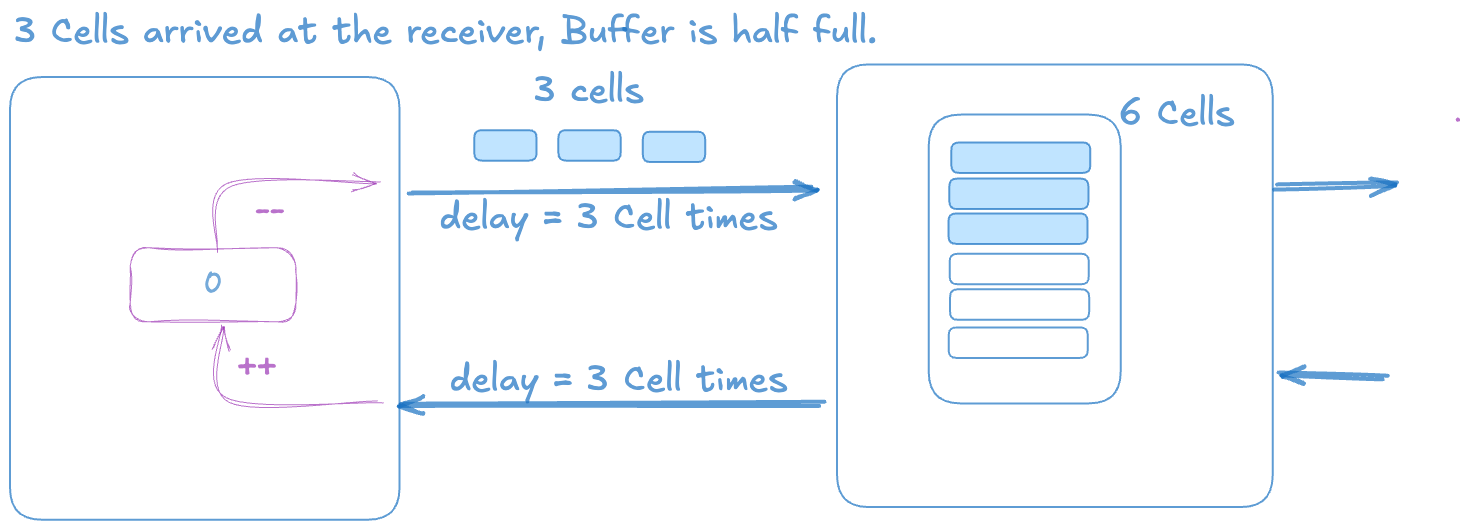 3 Cells arrived at the receiver, Buffer is half full.
3 cells
6 Cells
--
delay = 3 Cell times
0
++
delay = 3 Cell times